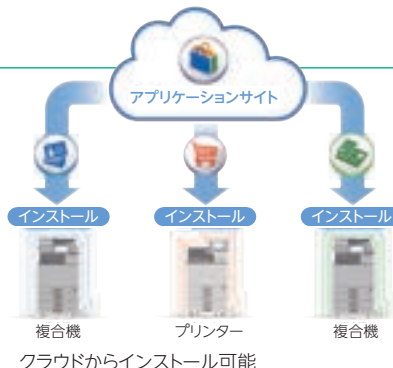 アプリケーションサイト
インストール インストール インストール
複合機 プリンター 複合機
クラウドからインストール可能